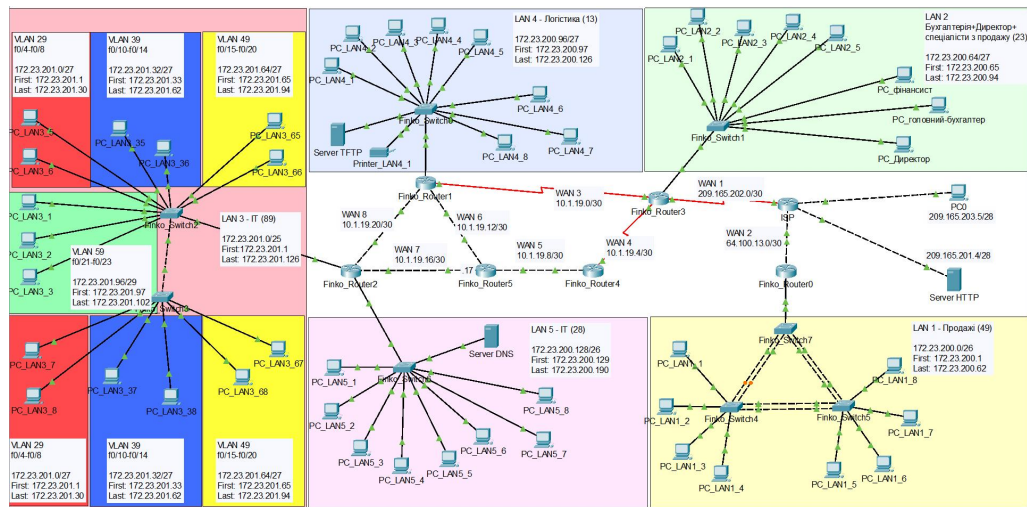 VLAN 29
f0/4-f0/8
172.23.201.0/27
First: 172.23.201.1
Last: 172.23.201.30
VLAN 39
f0/10-f0/14
172.23.201.32/27
First: 172.23.201.33
Last: 172.23.201.62
VLAN 49
f0/15-f0/20
172.23.201.64/27
First: 172.23.201.65
Last: 172.23.201.94
PC_LAN3_5
PC_LAN3_35
PC_LAN3_65
PC_LAN3_6
PC_LAN3_36
PC_LAN3_66
PC_LAN3_1
Finko_Switch2
PC_LAN3_2
PC_LAN3_3
LAN 3 - IT (89)
172.23.201.0/25
First:172.23.201.1
Last: 172.23.201.126
VLAN 59
f0/21-f0/23
172.23.201.96/29
First: 172.23.201.97
Last: 172.23.201.102
PC_LAN3_7
PC_LAN3_37
PC_LAN3_67
PC_LAN3_8
PC_LAN3_38
PC_LAN3_68
VLAN 29
f0/4-f0/8
172.23.201.0/27
First: 172.23.201.1
Last: 172.23.201.30
VLAN 39
f0/10-f0/14
172.23.201.32/27
First: 172.23.201.33
Last: 172.23.201.62
VLAN 49
f0/15-f0/20
172.23.201.64/27
First: 172.23.201.65
Last: 172.23.201.94
LAN 4 - Логістика (13)
172.23.200.96/27
First: 172.23.200.97
Last: 172.23.200.126
PC_LAN4_1
PC_LAN4_2
PC_LAN4_3
PC_LAN4_4
PC_LAN4_5
PC_LAN4_6
PC_LAN4_7
PC_LAN4_8
Server TFTP
Printer_LAN4_1
LAN 2
Бухгалтерія+Директор+
спеціалісти з продажу (23)
172.23.200.64/27
First: 172.23.200.65
Last: 172.23.200.94
PC_LAN2_1
PC_LAN2_2
PC_LAN2_3
PC_LAN2_4
PC_LAN2_5
PC_фінансист
PC_головний-бухгалтер
PC_Директор
Finko_Switch1
Finko_Router1
WAN 3
10.1.19.0/30
Finko_Router3
WAN 1
209.165.202.0/30
ISP
PC0
209.165.203.5/28
WAN 8
10.1.19.20/30
WAN 6
10.1.19.12/30
WAN 7
10.1.19.16/30
.17
WAN 5
10.1.19.8/30
WAN 4
10.1.19.4/30
WAN 2
64.100.13.0/30
209.165.201.4/28
Server HTTP
Finko_Router2
Finko_Router5
Finko_Router4
Finko_Router0
LAN 5 - IT (28)
172.23.200.128/26
First: 172.23.200.129
Last: 172.23.200.190
Server DNS
PC_LAN5_1
PC_LAN5_2
PC_LAN5_3
PC_LAN5_4
PC_LAN5_5
PC_LAN5_6
PC_LAN5_7
PC_LAN5_8
LAN 1 - Продажі (49)
172.23.200.0/26
First: 172.23.200.1
Last: 172.23.200.62
Finko_Switch7
PC_LAN1_1
PC_LAN1_2
PC_LAN1_3
PC_LAN1_4
Finko_Switch4
Finko_Switch5
PC_LAN1_5
PC_LAN1_6
PC_LAN1_7
PC_LAN1_8